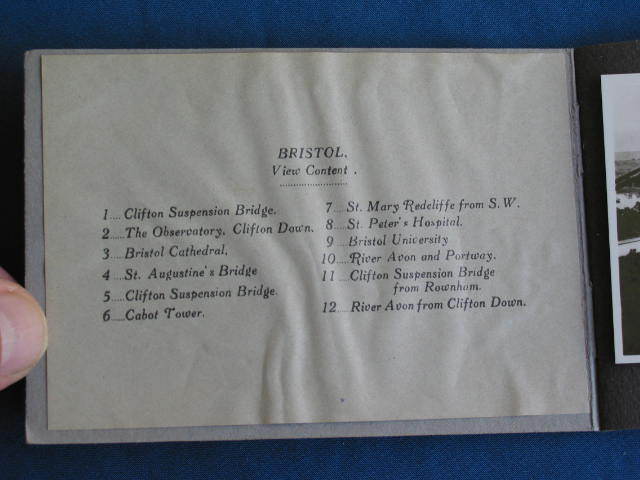 BRISTOL.
View Content.
1.... Clifton Suspension Bridge.
2.....The Observatory, Clifton Down.
3.... Bristol Cathedral.
4.... St. Augustine's Bridge
5.... Clifton Suspension Bridge.
6.....Cabot Tower.
7.... St. Mary Redcliffe from S.W.
8.... St. Peter's Hospital.
9.... Bristol University
10.....River Avon and Portway.
11.... Clifton Suspension Bridge
from Rownham.
12.....River Avon from Clifton Down.